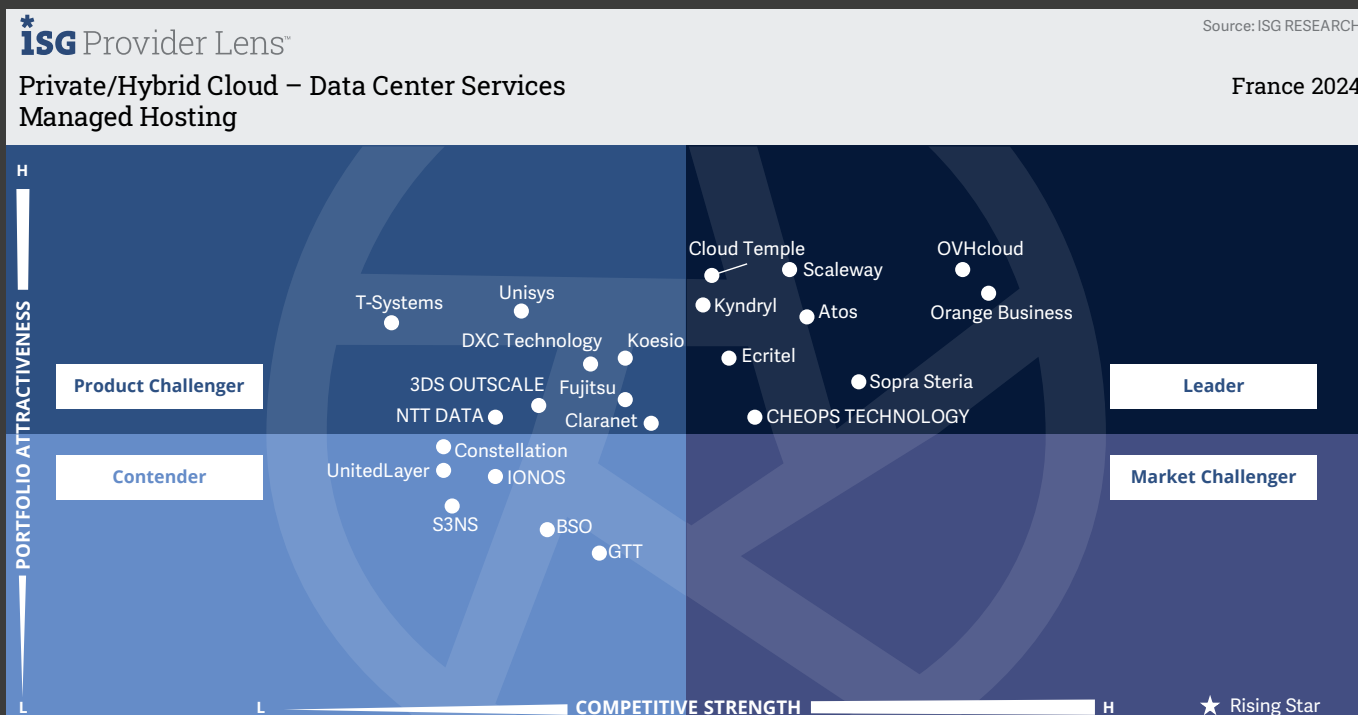 ISG Provider Lens™
Source: ISG RESEARCH
Private/Hybrid Cloud – Data Center Services
France 2024
Managed Hosting
H
Cloud Temple
OVHcloud
Scaleway
Unisys
T-Systems
Kyndryl
Atos
Orange Business
DXC Technology
Koesio
Ecritel
Product Challenger
3DS OUTSCALE
Fujitsu
Sopra Steria
Leader
NTT DATA
Claranet
CHEOPS TECHNOLOGY
PORTFOLIO ATTRACTIVENESS
Constellation
UnitedLayer
Contender
IONOS
Market Challenger
S3NS
BSO
GTT
L
L
COMPETITIVE STRENGTH
H
★ Rising Star